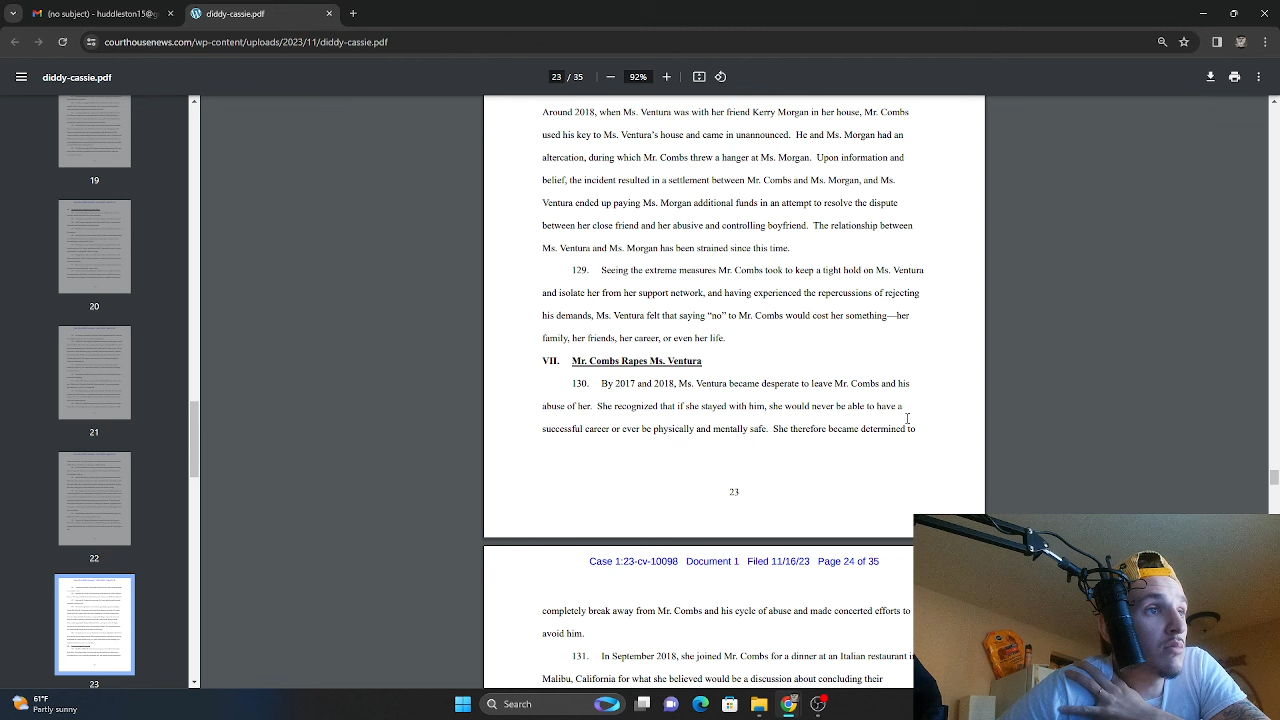 (no subject) - huddleston15@g
diddy-cassie.pdf
courthousenews.com/wp-content/uploads/2023/11/diddy-cassie.pdf
diddy-cassie.pdf
23 / 35
92%
around 2018, when Ms. Ventura was with her friend Kerry Morgan at her house, Mr. Combs
used his key to Ms. Ventura's house and came in unannounced. He and Ms. Morgan had an
altercation, during which Mr. Combs threw a hanger at Ms. Morgan. Upon information and
belief, the incident resulted in a settlement between Mr. Combs and Ms. Morgan, and Ms.
Ventura ended up paying Ms. Morgan additional funds in an effort to resolve the dispute
between her close friend and her abusive and controlling boyfriend. The relationship between
Ms. Ventura and Ms. Morgan has been strained since this time.
129. Seeing the extreme measures Mr. Combs took to keep a tight hold on Ms. Ventura
and isolate her from her support network, and having experienced the repercussions of rejecting
his demands, Ms. Ventura felt that saying “no” to Mr. Combs would cost her something—her
family, her friends, her career, or even her life.
VII. Mr. Combs Rapes Ms. Ventura
130. By 2017 and 2018, Ms. Ventura became desperate to leave Mr. Combs and his
abuse of her. She recognized that if she stayed with him, she would never be able to have a
successful career or ever be physically and mentally safe. She therefore became determined to
23
Case 1:23-cv-10098 Document 1 Filed 11/16/23 Page 24 of 35
completely break away from Mr. Combs and his cycle of abuse, and made concerted efforts to
avoid him.
131. In September 2018, she joined Mr. Combs for dinner at an Italian restaurant in
Malibu, California for what she believed would be a discussion about concluding their
19
20
21
22
23
51°F
Partly sunny
Search